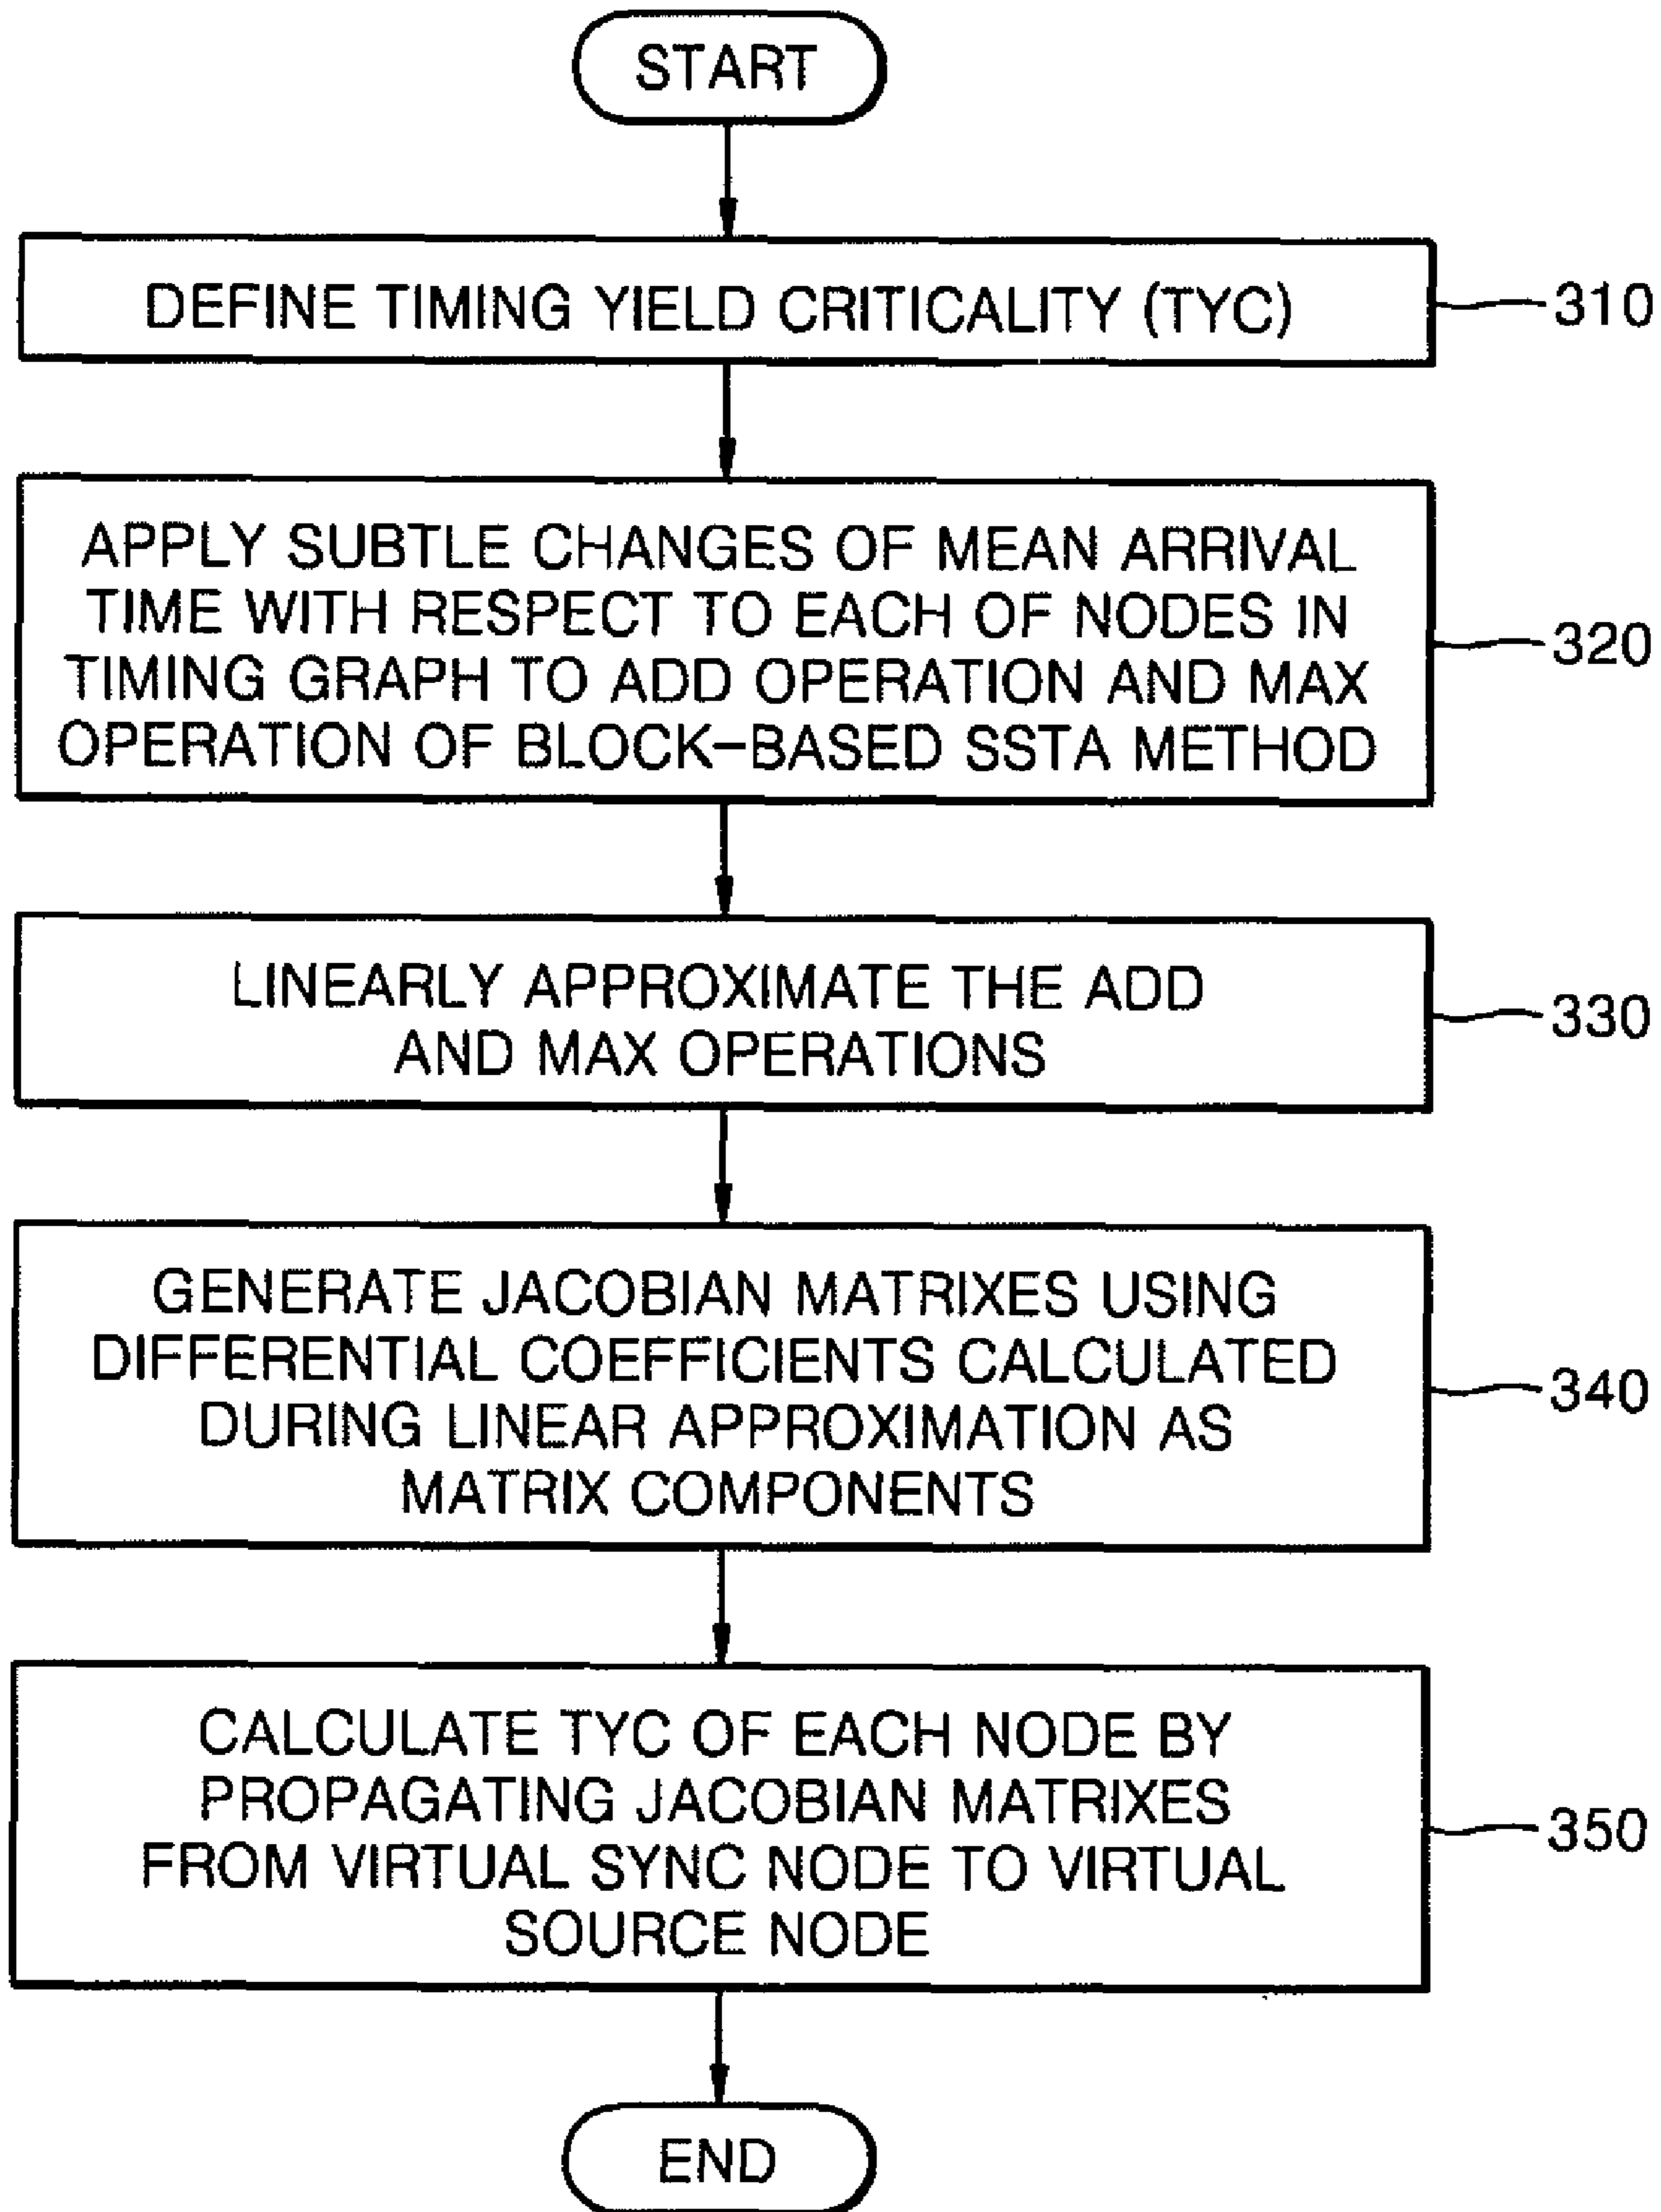 START
DEFINE TIMING YIELD CRITICALITY (TYC)
310
APPLY SUBTLE CHANGES OF MEAN ARRIVAL
TIME WITH RESPECT TO EACH OF NODES IN
TIMING GRAPH TO ADD OPERATION AND MAX
OPERATION OF BLOCK-BASED SSTA METHOD
320
LINEARLY APPROXIMATE THE ADD
AND MAX OPERATIONS
330
GENERATE JACOBIAN MATRIXES USING
DIFFERENTIAL COEFFICIENTS CALCULATED
DURING LINEAR APPROXIMATION AS
MATRIX COMPONENTS
340
CALCULATE TYC OF EACH NODE BY
PROPAGATING JACOBIAN MATRIXES
FROM VIRTUAL SYNC NODE TO VIRTUAL
SOURCE NODE
350
END